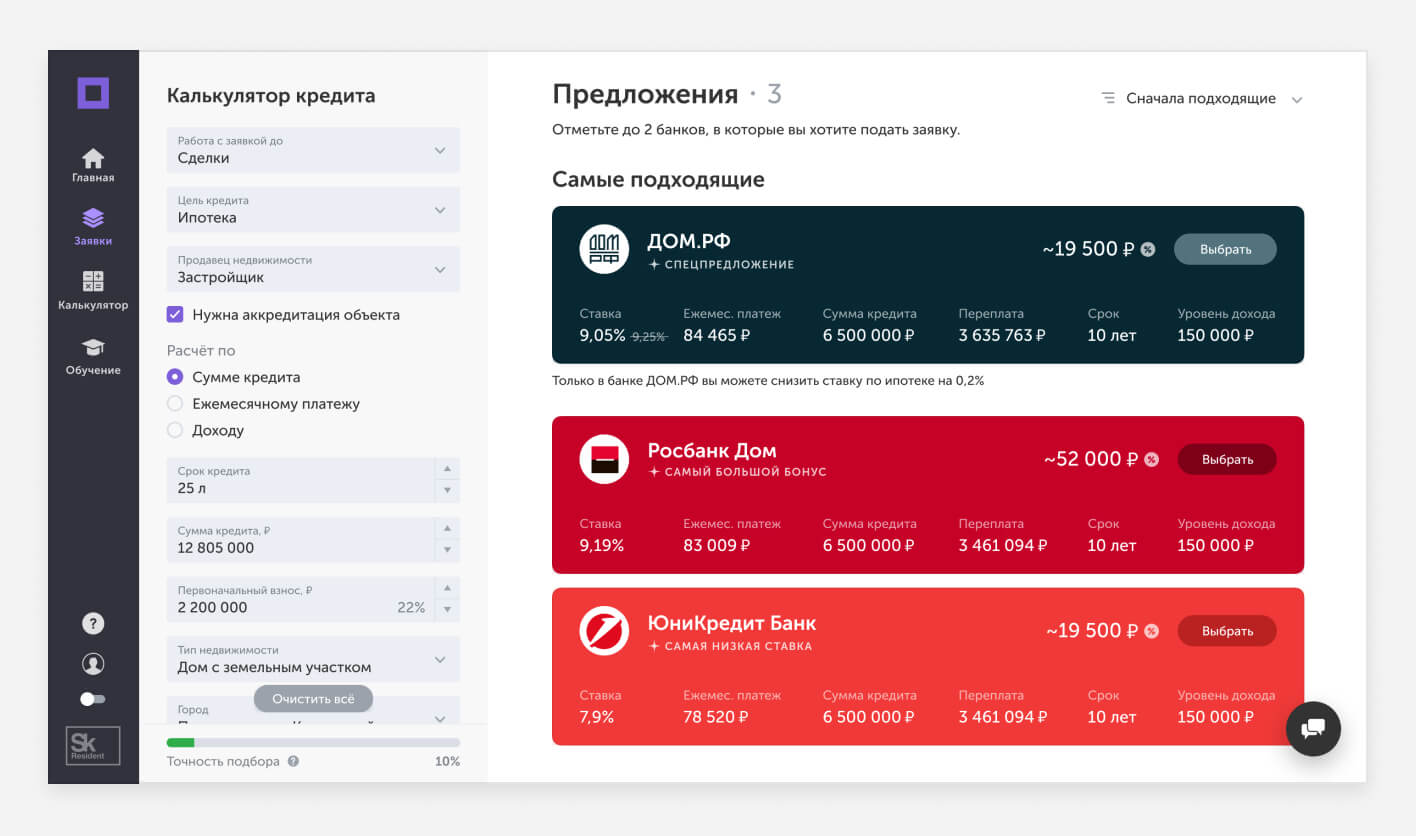 Главная
Заявки
Калькулятор
Обучение
?
Sk
Resident
Калькулятор кредита
Работа с заявкой до
Сделки
Цель кредита
Ипотека
Продавец недвижимости
Застройщик
Нужна аккредитация объекта
Расчёт по
Сумме кредита
Ежемесячному платежу
Доходу
Срок кредита
25 л
Сумма кредита, ₽
12 805 000
Первоначальный взнос, ₽
2 200 000 22%
Тип недвижимости
Дом с земельным участком
Очистить всё
Город
Точность подбора ? 10%
Предложения · 3
Сначала подходящие
Отметьте до 2 банков, в которые вы хотите подать заявку.
Самые подходящие
ДОМ РФ
ДОМ.РФ
СПЕЦПРЕДЛОЖЕНИЕ
~19 500 ₽ % Выбрать
Ставка Ежемес. платеж Сумма кредита Переплата Срок Уровень дохода
9,05% 9,25% 84 465 ₽ 6 500 000 ₽ 3 635 763 ₽ 10 лет 150 000 ₽
Только в банке ДОМ.РФ вы можете снизить ставку по ипотеке на 0,2%
Росбанк Дом
САМЫЙ БОЛЬШОЙ БОНУС
~52 000 ₽ % Выбрать
Ставка Ежемес. платеж Сумма кредита Переплата Срок Уровень дохода
9,19% 83 009 ₽ 6 500 000 ₽ 3 461 094 ₽ 10 лет 150 000 ₽
ЮниКредит Банк
САМАЯ НИЗКАЯ СТАВКА
~19 500 ₽ % Выбрать
Ставка Ежемес. платеж Сумма кредита Переплата Срок Уровень дохода
7,9% 78 520 ₽ 6 500 000 ₽ 3 461 094 ₽ 10 лет 150 000 ₽